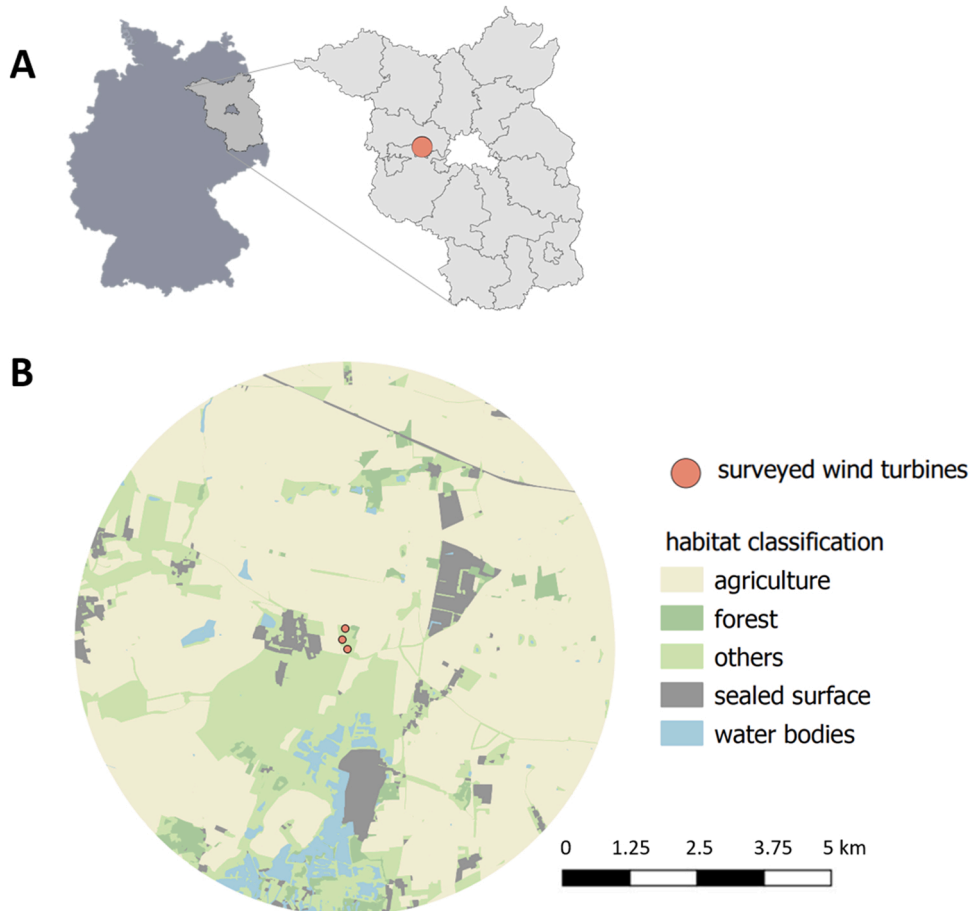 A
B
surveyed wind turbines
habitat classification
agriculture
forest
others
sealed surface
water bodies
0 1.25 2.5 3.75 5 km